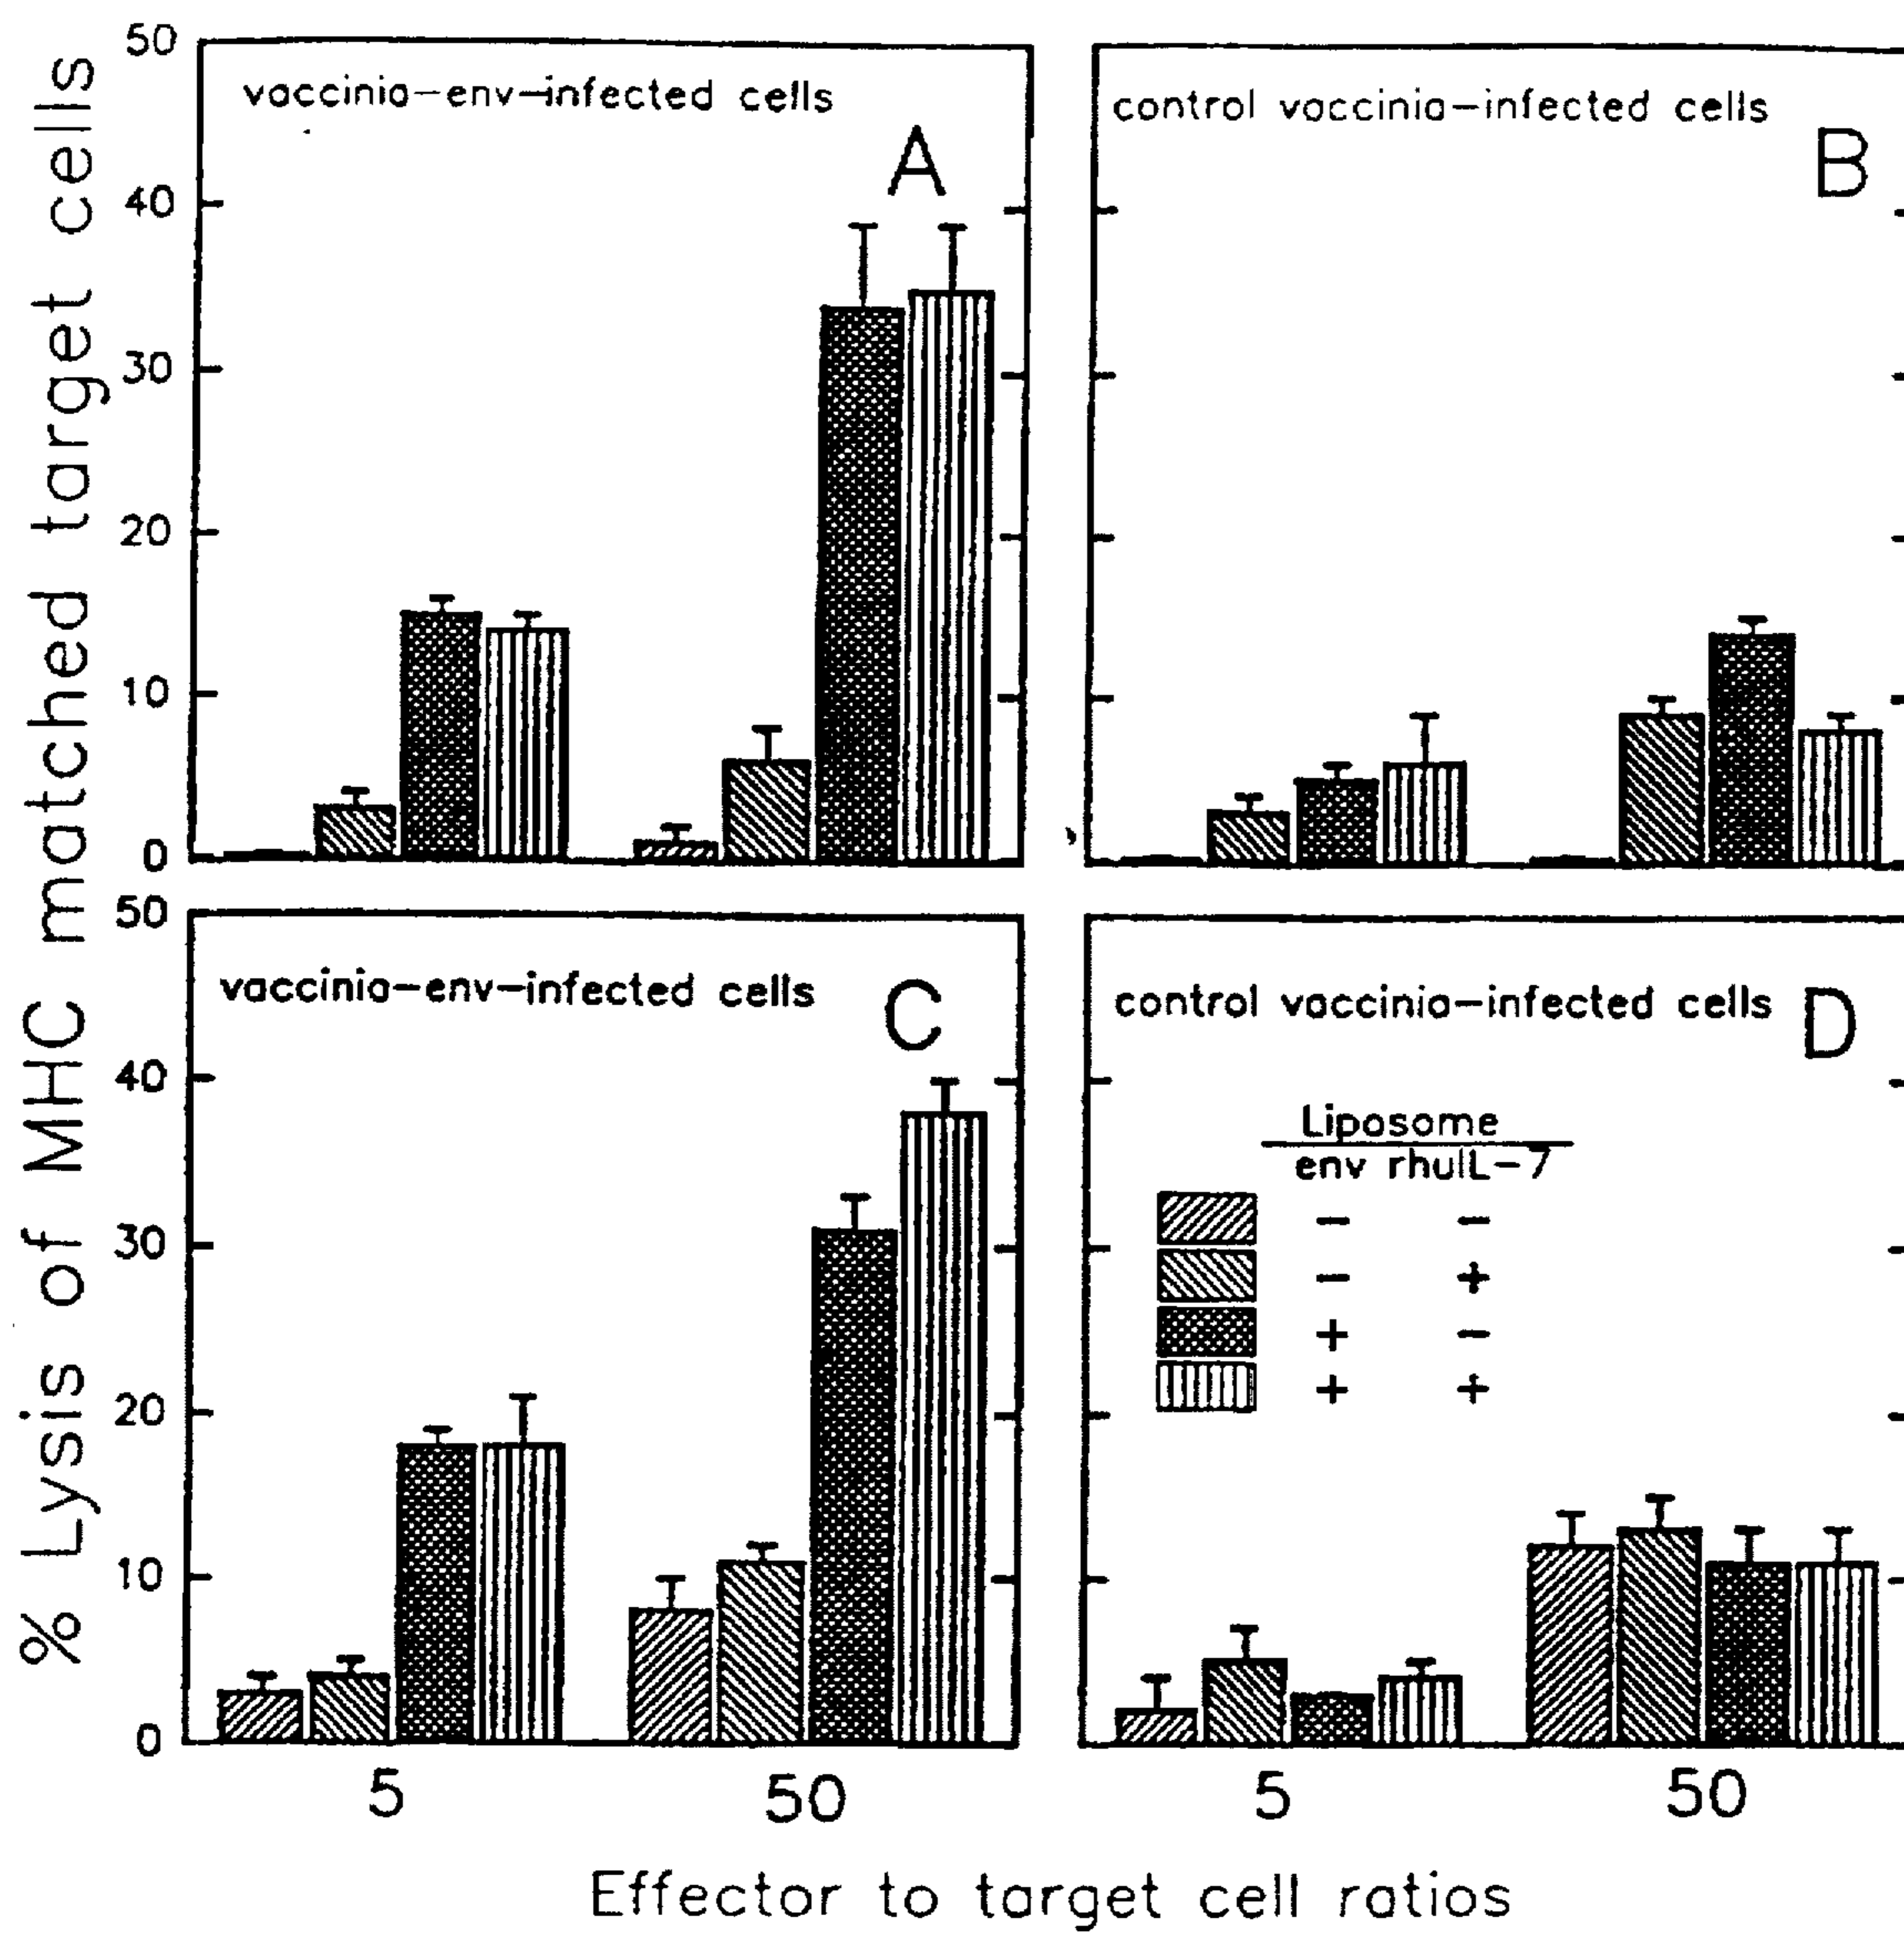 % Lysis of MHC matched target cells
50
40
30
20
10
0
vaccinia-env-infected cells
A
control vaccinia-infected cells
B
50
40
30
20
10
0
vaccinia-env-infected cells
C
control vaccinia-infected cells
D
Liposome
env rhuIL-7
- -
- +
+ -
+ +
5 50
5 50
Effector to target cell ratios